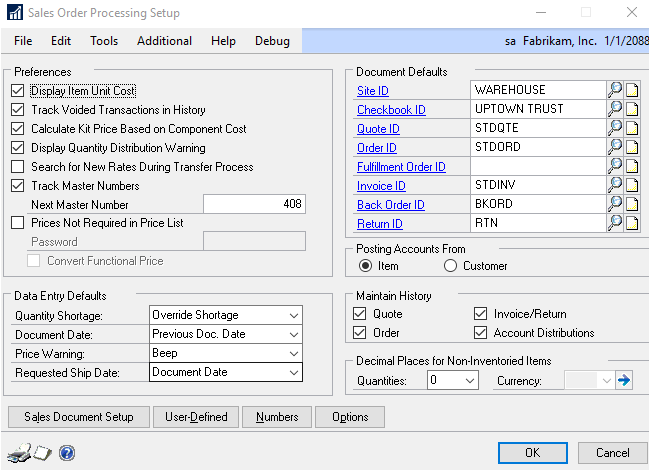 Sales Order Processing Setup
File Edit Tools Additional Help Debug sa Fabrikam, Inc. 1/1/2088
Preferences
Display Item Unit Cost
Track Voided Transactions in History
Calculate Kit Price Based on Component Cost
Display Quantity Distribution Warning
Search for New Rates During Transfer Process
Track Master Numbers
Next Master Number 408
Prices Not Required in Price List
Password
Convert Functional Price
Document Defaults
Site ID WAREHOUSE
Checkbook ID UPTOWN TRUST
Quote ID STDQTE
Order ID STDORD
Fulfillment Order ID
Invoice ID STDINV
Back Order ID BKORD
Return ID RTN
Posting Accounts From
Item Customer
Data Entry Defaults
Quantity Shortage: Override Shortage
Document Date: Previous Doc. Date
Price Warning: Beep
Requested Ship Date: Document Date
Maintain History
Quote Invoice/Return
Order Account Distributions
Decimal Places for Non-Inventoried Items
Quantities: 0 Currency:
Sales Document Setup User-Defined Numbers Options
OK Cancel